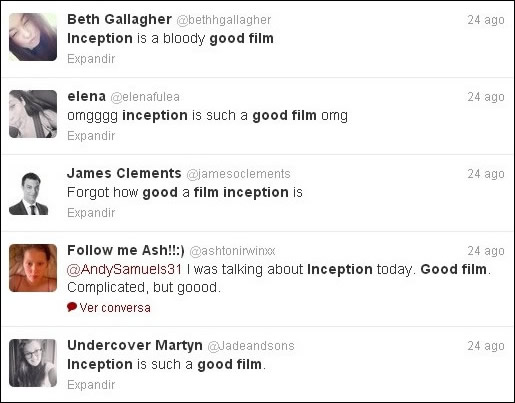 Beth Gallagher @bethhgallagher 24 ago
Inception is a bloody good film
Expandir
elena @elenafulea 24 ago
omgggg inception is such a good film omg
Expandir
James Clements @jamesoclements 24 ago
Forgot how good a film inception is
Expandir
Follow me Ash!!:) @ashtonirwinxx 24 ago
@AndySamuels31 I was talking about Inception today. Good film.
Complicated, but goood.
Ver conversa
Undercover Martyn @Jadeandsons 24 ago
Inception is such a good film.
Expandir